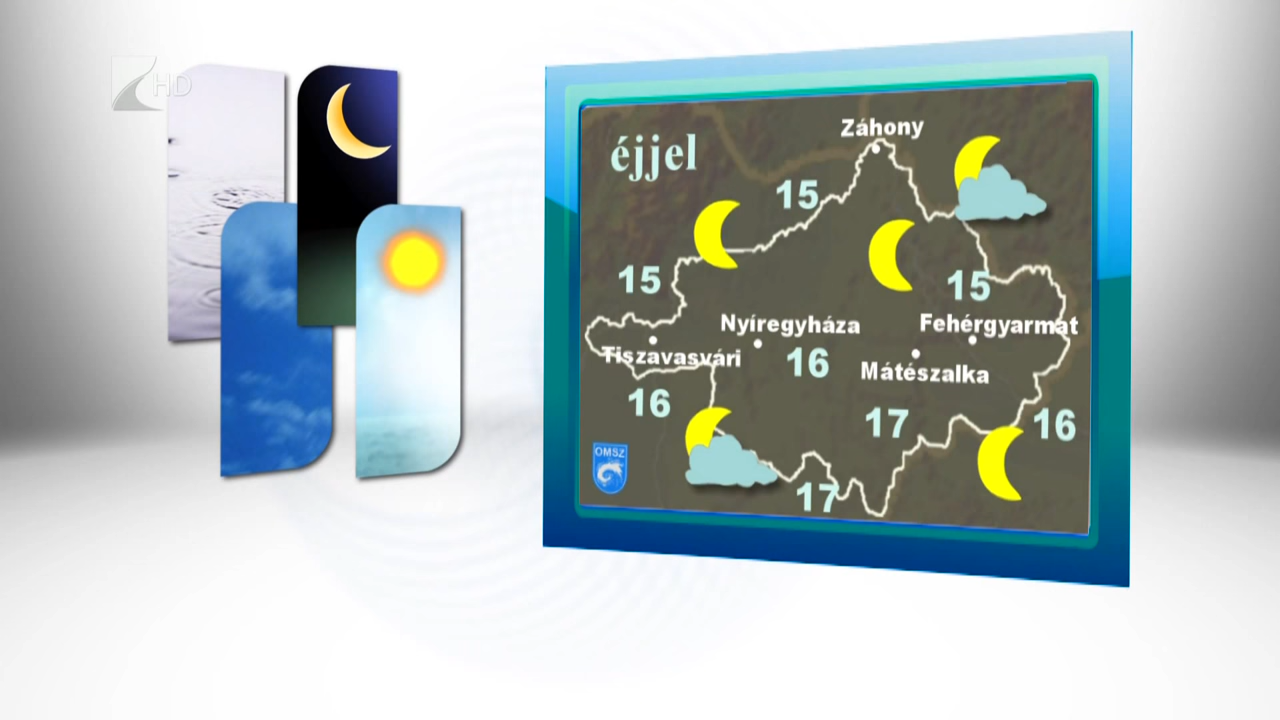 HD
éjjel
Záhony
15
15
15
Nyíregyháza
Fehérgyarmat
Tiszavasvári
16
Mátészalka
16
17
16
OMSZ
17